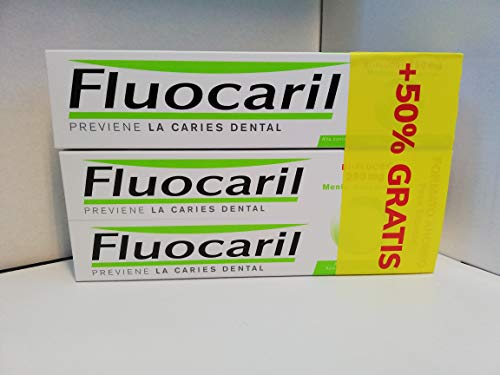 Fluocaril
PREVIENE LA CARIES DENTAL
Fluocaril
PREVIENE LA CARIES DENTAL
Fluocaril
PREVIENE LA CARIES DENTAL
+50% GRATIS